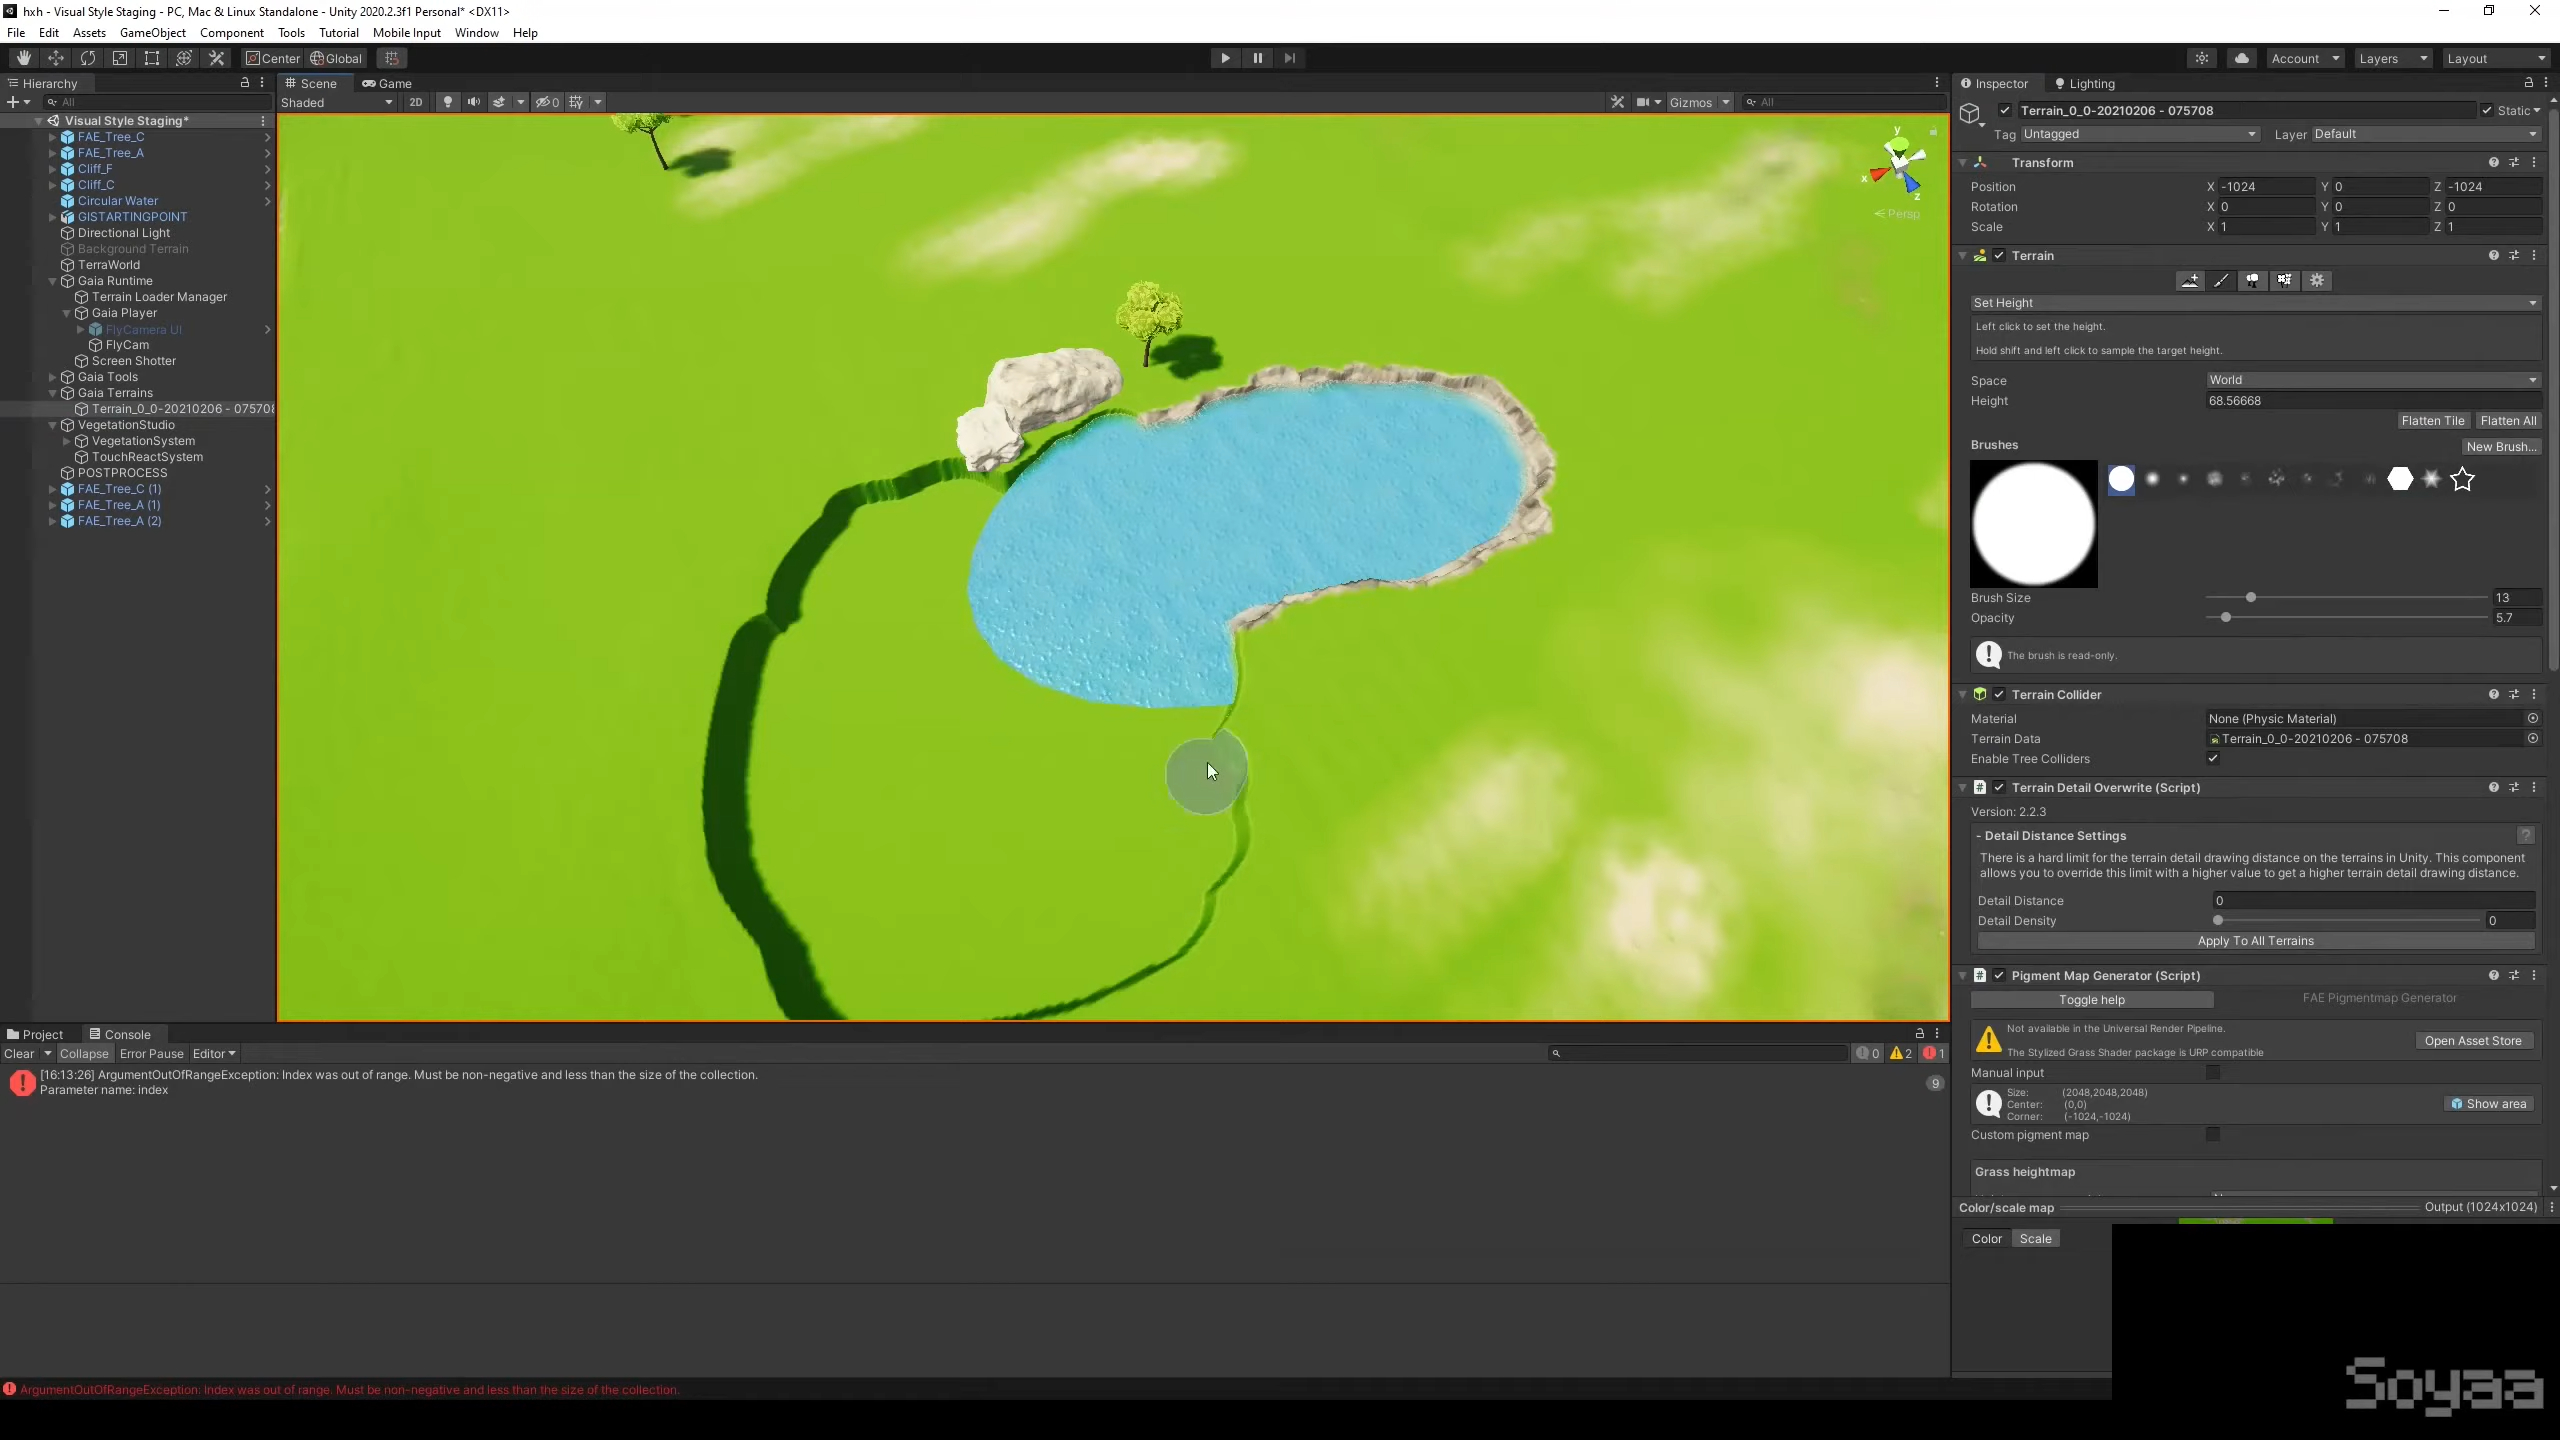 hxh - Visual Style Staging - PC, Mac & Linux Standalone - Unity 2020.2.3f1 Personal* <DX11>
File Edit Assets GameObject Component Tools Tutorial Mobile Input Window Help
Center Global
Account Layers Layout
Hierarchy
All
Visual Style Staging*
FAE_Tree_C
FAE_Tree_A
Cliff_F
Cliff_C
Circular Water
GISTARTINGPOINT
Directional Light
Background Terrain
TerraWorld
Gaia Runtime
Terrain Loader Manager
Gaia Player
FlyCamera UI
FlyCam
Screen Shotter
Gaia Tools
Gaia Terrains
Terrain_0_0-20210206 - 075708
VegetationStudio
VegetationSystem
TouchReactSystem
POSTPROCESS
FAE_Tree_C (1)
FAE_Tree_A (1)
FAE_Tree_A (2)
Scene Game
Shaded 2D 0 Gizmos All
y
x
z
Persp
Inspector Lighting
Terrain_0_0-20210206 - 075708 Static
Tag Untagged Layer Default
Transform
Position X -1024 Y 0 Z -1024
Rotation X 0 Y 0 Z 0
Scale X 1 Y 1 Z 1
Terrain
Set Height
Left click to set the height.
Hold shift and left click to sample the target height.
Space World
Height 68.56668
Flatten Tile Flatten All
Brushes
New Brush...
Brush Size 13
Opacity 5.7
The brush is read-only.
Terrain Collider
Material None (Physic Material)
Terrain Data Terrain_0_0-20210206 - 075708
Enable Tree Colliders
Terrain Detail Overwrite (Script)
Version: 2.2.3
- Detail Distance Settings ?
There is a hard limit for the terrain detail drawing distance on the terrains in Unity. This component
allows you to override this limit with a higher value to get a higher terrain detail drawing distance.
Detail Distance 0
Detail Density 0
Apply To All Terrains
Pigment Map Generator (Script)
Toggle help FAE Pigmentmap Generator
Not available in the Universal Render Pipeline.
The Stylized Grass Shader package is URP compatible
Open Asset Store
Manual input
Size: (2048,2048,2048)
Center: (0,0)
Corner: (-1024,-1024)
Show area
Custom pigment map
Grass heightmap
Color/scale map Output (1024x1024)
Color Scale
Project Console
Clear Collapse Error Pause Editor 0 2 1
[16:13:26] ArgumentOutOfRangeException: Index was out of range. Must be non-negative and less than the size of the collection.
Parameter name: index
9
ArgumentOutOfRangeException: Index was out of range. Must be non-negative and less than the size of the collection.
Soyaa